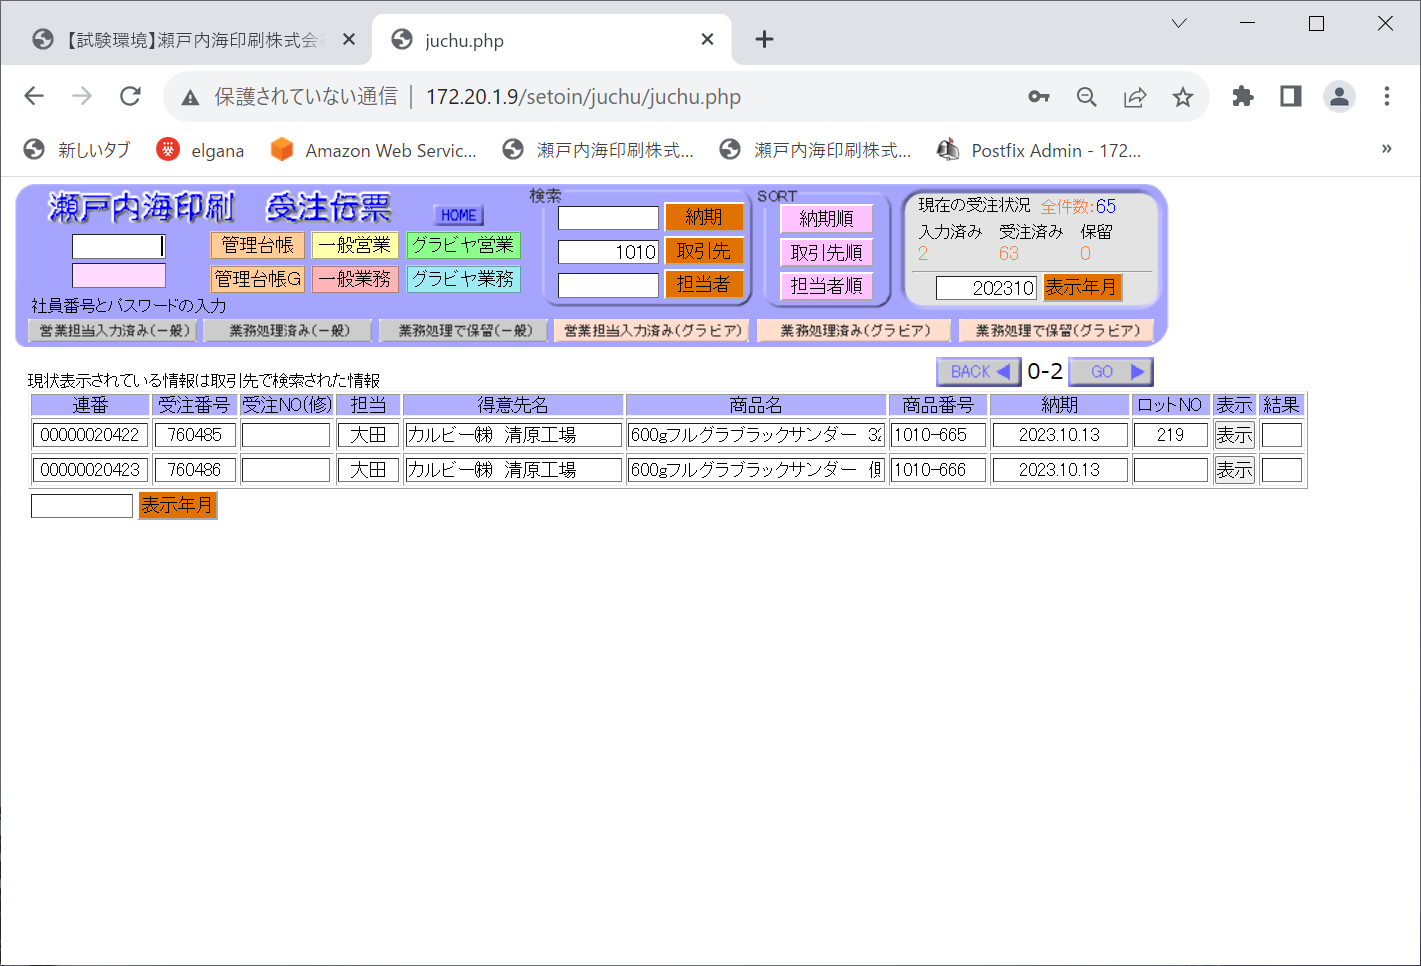 【試験環境】瀬戸内海印刷株式会
juchu.php
保護されていない通信 | 172.20.1.9/setoin/juchu/juchu.php
新しいタブ elgana Amazon Web Servic... 瀬戸内海印刷株式... 瀬戸内海印刷株式... Postfix Admin - 172... »
瀬戸内海印刷 受注伝票 HOME
管理台帳 一般営業 グラビヤ営業
管理台帳G 一般業務 グラビヤ業務
社員番号とパスワードの入力
検索
納期
1010 取引先
担当者
SORT
納期順
取引先順
担当者順
現在の受注状況 全件数:65
入力済み 受注済み 保留
2 63 0
202310 表示年月
営業担当入力済み(一般) 業務処理済み(一般) 業務処理で保留(一般) 営業担当入力済み(グラビア) 業務処理済み(グラビア) 業務処理で保留(グラビア)
現状表示されている情報は取引先で検索された情報
BACK 0-2 GO
連番 受注番号 受注NO(修) 担当 得意先名 商品名 商品番号 納期 ロットNO 表示 結果
00000020422 760485 大田 カルビー㈱ 清原工場 600gフルグラブラックサンダー 32 1010-665 2023.10.13 219 表示
00000020423 760486 大田 カルビー㈱ 清原工場 600gフルグラブラックサンダー 1010-666 2023.10.13 表示
表示年月